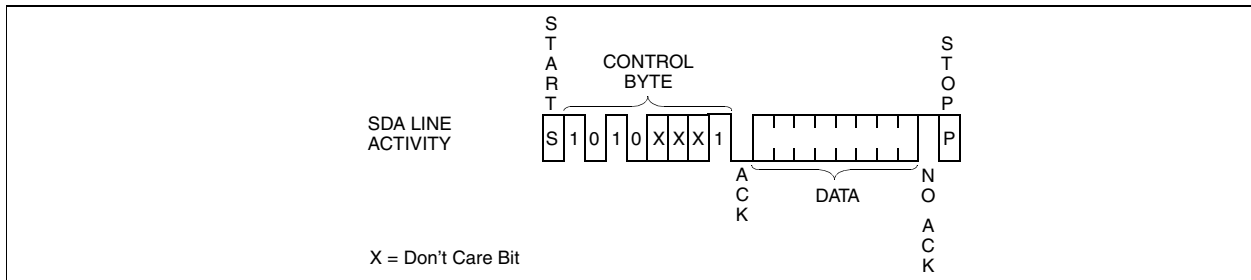 START
STOP
CONTROL
BYTE
SDA LINE
ACTIVITY
S 1 0 1 0 X X X 1 P
ACK
DATA
NO ACK
X = Don't Care Bit